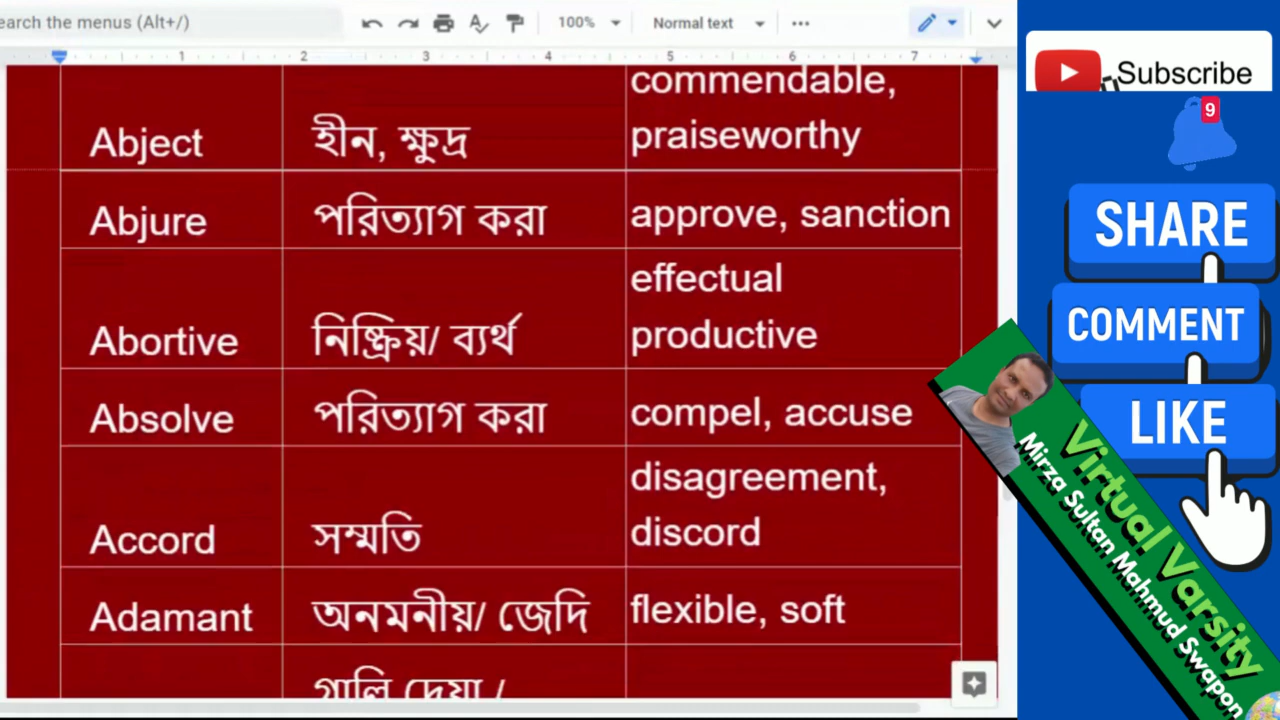 earch the menus (Alt+/)
100%
Normal text
1 2 3 4 5 6 7
commendable,
Abject হীন, ক্ষুদ্র praiseworthy
Abjure পরিত্যাগ করা approve, sanction
effectual
Abortive নিষ্ক্রিয়/ ব্যর্থ productive
Absolve পরিত্যাগ করা compel, accuse
disagreement,
Accord সম্মতি discord
Adamant অনমনীয়/ জেদি flexible, soft
গালি দেয়া /
Subscribe
9
SHARE
COMMENT
LIKE
Virtual Varsity
Mirza Sultan Mahmud Swapon